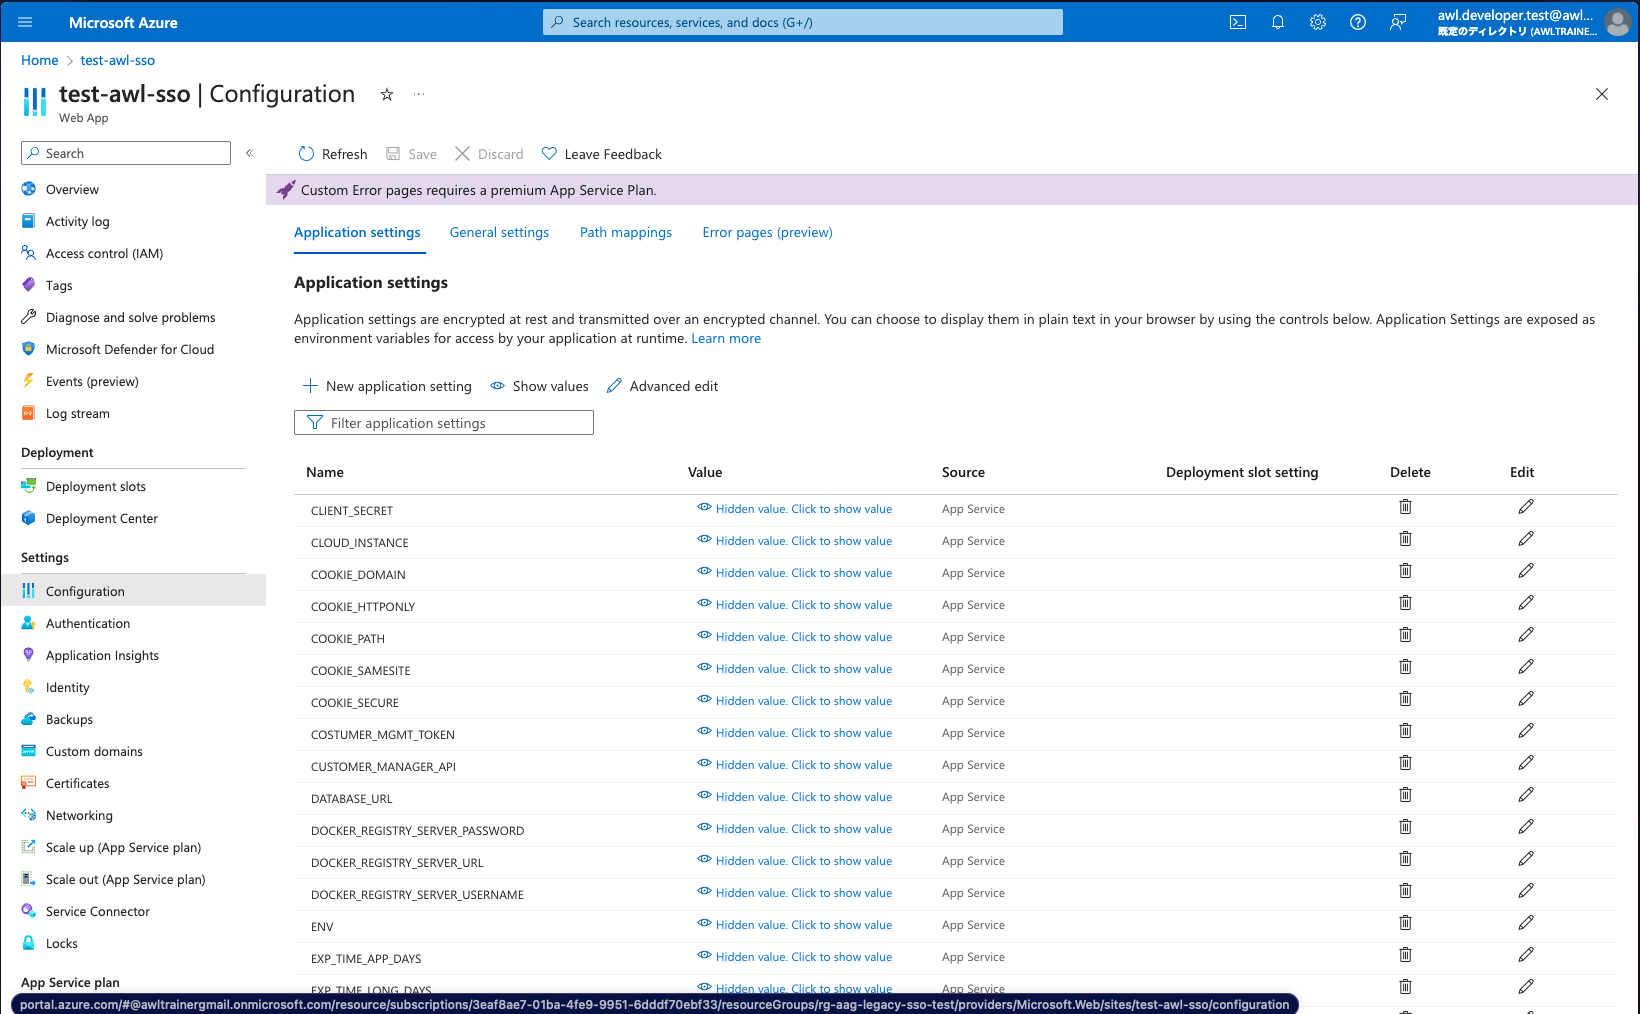 Microsoft Azure
Search resources, services, and docs (G+/)
awl.developer.test@awl...
既定のディレクトリ (AWLTRAINE...
Home > test-awl-sso
test-awl-sso | Configuration
Web App
Search
Refresh Save Discard Leave Feedback
Custom Error pages requires a premium App Service Plan.
Overview
Activity log
Access control (IAM)
Tags
Diagnose and solve problems
Microsoft Defender for Cloud
Events (preview)
Log stream
Deployment
Deployment slots
Deployment Center
Settings
Configuration
Authentication
Application Insights
Identity
Backups
Custom domains
Certificates
Networking
Scale up (App Service plan)
Scale out (App Service plan)
Service Connector
Locks
App Service plan
Application settings General settings Path mappings Error pages (preview)
Application settings
Application settings are encrypted at rest and transmitted over an encrypted channel. You can choose to display them in plain text in your browser by using the controls below. Application Settings are exposed as
environment variables for access by your application at runtime. Learn more
New application setting Show values Advanced edit
Filter application settings
Name Value Source Deployment slot setting Delete Edit
CLIENT_SECRET Hidden value. Click to show value App Service
CLOUD_INSTANCE Hidden value. Click to show value App Service
COOKIE_DOMAIN Hidden value. Click to show value App Service
COOKIE_HTTPONLY Hidden value. Click to show value App Service
COOKIE_PATH Hidden value. Click to show value App Service
COOKIE_SAMESITE Hidden value. Click to show value App Service
COOKIE_SECURE Hidden value. Click to show value App Service
COSTUMER_MGMT_TOKEN Hidden value. Click to show value App Service
CUSTOMER_MANAGER_API Hidden value. Click to show value App Service
DATABASE_URL Hidden value. Click to show value App Service
DOCKER_REGISTRY_SERVER_PASSWORD Hidden value. Click to show value App Service
DOCKER_REGISTRY_SERVER_URL Hidden value. Click to show value App Service
DOCKER_REGISTRY_SERVER_USERNAME Hidden value. Click to show value App Service
ENV Hidden value. Click to show value App Service
EXP_TIME_APP_DAYS Hidden value. Click to show value App Service
EXP_TIME_LONG_DAYS Hidden value. Click to show value App Service
portal.azure.com/#@awltrainergmail.onmicrosoft.com/resource/subscriptions/3eaf8ae7-01ba-4fe9-9951-6dddf70ebf33/resourceGroups/rg-aag-legacy-sso-test/providers/Microsoft.Web/sites/test-awl-sso/configuration